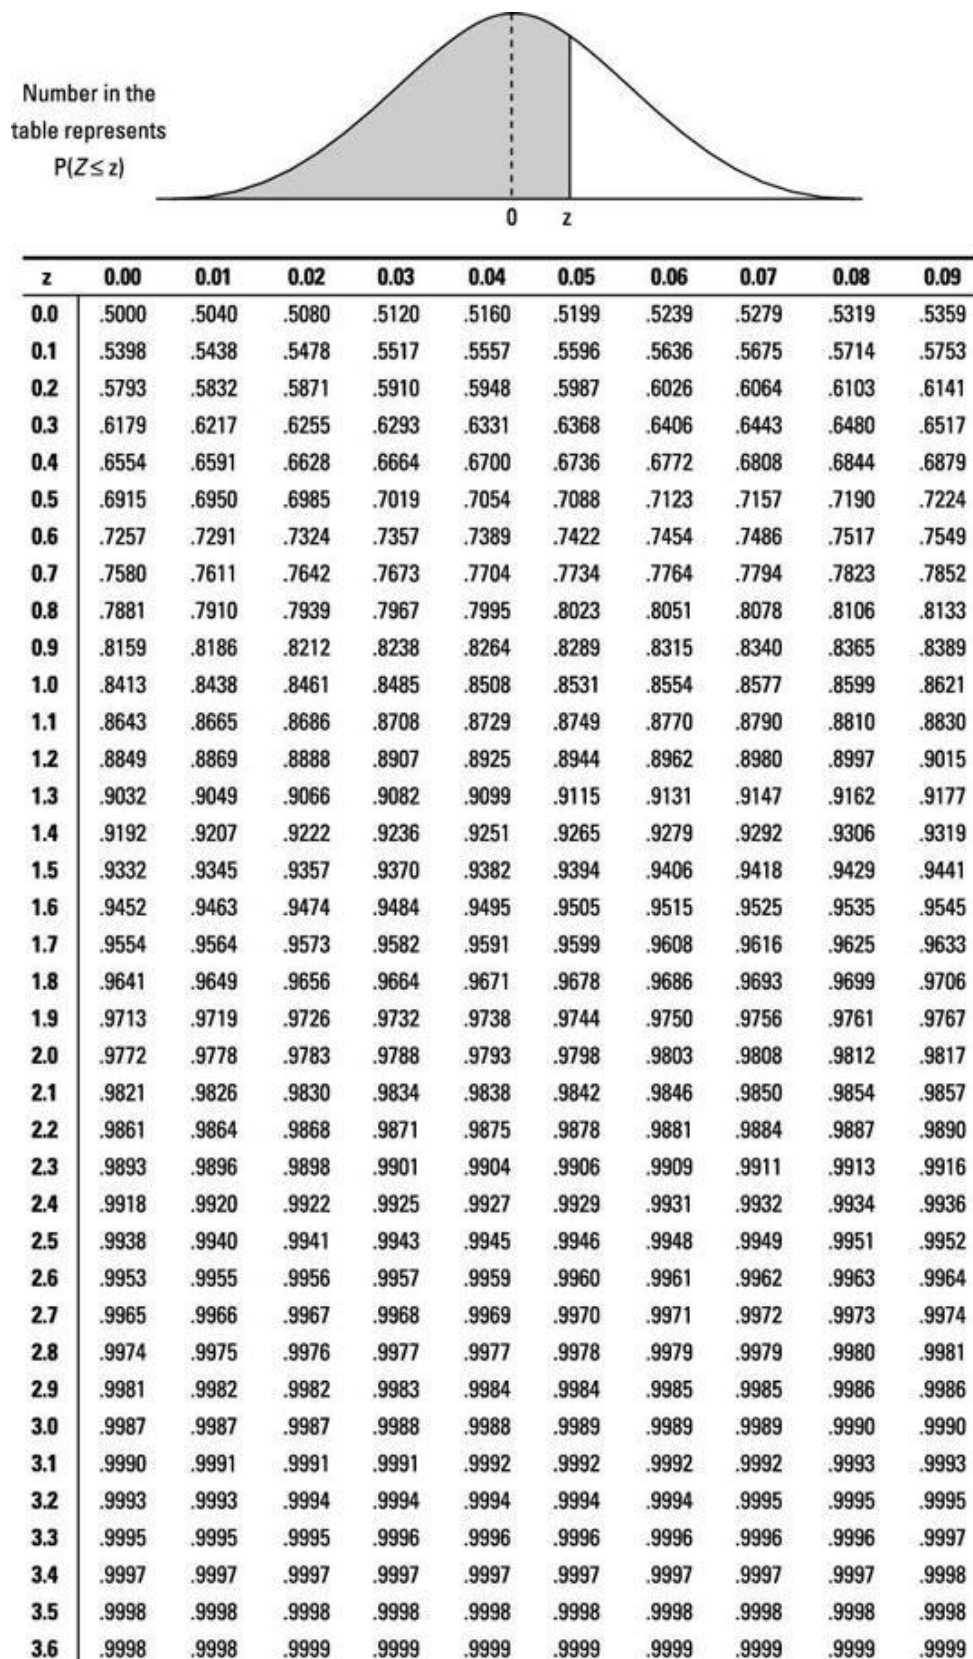 Number in the
table represents
P(Z ≤ z)
0 z
z 0.00 0.01 0.02 0.03 0.04 0.05 0.06 0.07 0.08 0.09
0.0 .5000 .5040 .5080 .5120 .5160 .5199 .5239 .5279 .5319 .5359
0.1 .5398 .5438 .5478 .5517 .5557 .5596 .5636 .5675 .5714 .5753
0.2 .5793 .5832 .5871 .5910 .5948 .5987 .6026 .6064 .6103 .6141
0.3 .6179 .6217 .6255 .6293 .6331 .6368 .6406 .6443 .6480 .6517
0.4 .6554 .6591 .6628 .6664 .6700 .6736 .6772 .6808 .6844 .6879
0.5 .6915 .6950 .6985 .7019 .7054 .7088 .7123 .7157 .7190 .7224
0.6 .7257 .7291 .7324 .7357 .7389 .7422 .7454 .7486 .7517 .7549
0.7 .7580 .7611 .7642 .7673 .7704 .7734 .7764 .7794 .7823 .7852
0.8 .7881 .7910 .7939 .7967 .7995 .8023 .8051 .8078 .8106 .8133
0.9 .8159 .8186 .8212 .8238 .8264 .8289 .8315 .8340 .8365 .8389
1.0 .8413 .8438 .8461 .8485 .8508 .8531 .8554 .8577 .8599 .8621
1.1 .8643 .8665 .8686 .8708 .8729 .8749 .8770 .8790 .8810 .8830
1.2 .8849 .8869 .8888 .8907 .8925 .8944 .8962 .8980 .8997 .9015
1.3 .9032 .9049 .9066 .9082 .9099 .9115 .9131 .9147 .9162 .9177
1.4 .9192 .9207 .9222 .9236 .9251 .9265 .9279 .9292 .9306 .9319
1.5 .9332 .9345 .9357 .9370 .9382 .9394 .9406 .9418 .9429 .9441
1.6 .9452 .9463 .9474 .9484 .9495 .9505 .9515 .9525 .9535 .9545
1.7 .9554 .9564 .9573 .9582 .9591 .9599 .9608 .9616 .9625 .9633
1.8 .9641 .9649 .9656 .9664 .9671 .9678 .9686 .9693 .9699 .9706
1.9 .9713 .9719 .9726 .9732 .9738 .9744 .9750 .9756 .9761 .9767
2.0 .9772 .9778 .9783 .9788 .9793 .9798 .9803 .9808 .9812 .9817
2.1 .9821 .9826 .9830 .9834 .9838 .9842 .9846 .9850 .9854 .9857
2.2 .9861 .9864 .9868 .9871 .9875 .9878 .9881 .9884 .9887 .9890
2.3 .9893 .9896 .9898 .9901 .9904 .9906 .9909 .9911 .9913 .9916
2.4 .9918 .9920 .9922 .9925 .9927 .9929 .9931 .9932 .9934 .9936
2.5 .9938 .9940 .9941 .9943 .9945 .9946 .9948 .9949 .9951 .9952
2.6 .9953 .9955 .9956 .9957 .9959 .9960 .9961 .9962 .9963 .9964
2.7 .9965 .9966 .9967 .9968 .9969 .9970 .9971 .9972 .9973 .9974
2.8 .9974 .9975 .9976 .9977 .9977 .9978 .9979 .9979 .9980 .9981
2.9 .9981 .9982 .9982 .9983 .9984 .9984 .9985 .9985 .9986 .9986
3.0 .9987 .9987 .9987 .9988 .9988 .9989 .9989 .9989 .9990 .9990
3.1 .9990 .9991 .9991 .9991 .9992 .9992 .9992 .9992 .9993 .9993
3.2 .9993 .9993 .9994 .9994 .9994 .9994 .9994 .9995 .9995 .9995
3.3 .9995 .9995 .9995 .9996 .9996 .9996 .9996 .9996 .9996 .9997
3.4 .9997 .9997 .9997 .9997 .9997 .9997 .9997 .9997 .9997 .9998
3.5 .9998 .9998 .9998 .9998 .9998 .9998 .9998 .9998 .9998 .9998
3.6 .9998 .9998 .9999 .9999 .9999 .9999 .9999 .9999 .9999 .9999